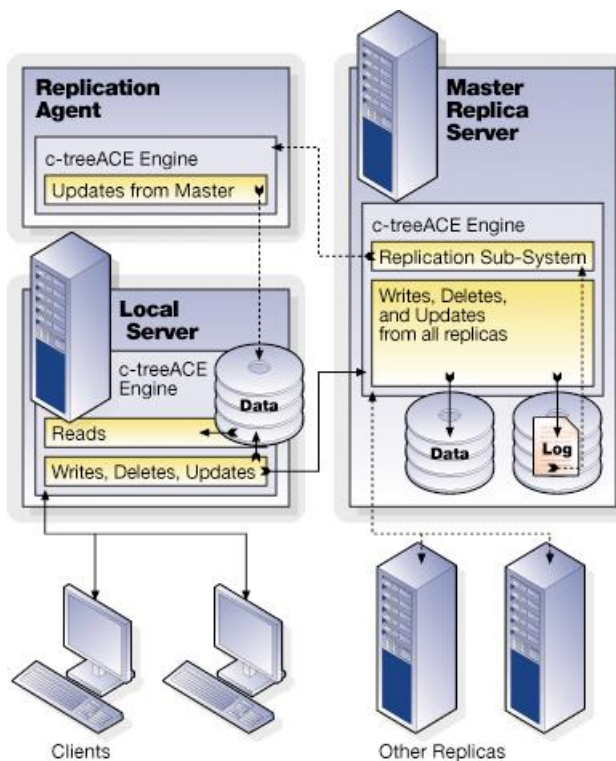 Replication
Agent
c-treeACE Engine
Updates from Master
Master
Replica
Server
c-treeACE Engine
Replication Sub-System
Writes, Deletes,
and Updates
from all replicas
Data
Log
Local
Server
c-treeACE
Engine
Data
Reads
Writes, Deletes, Updates
Clients
Other Replicas